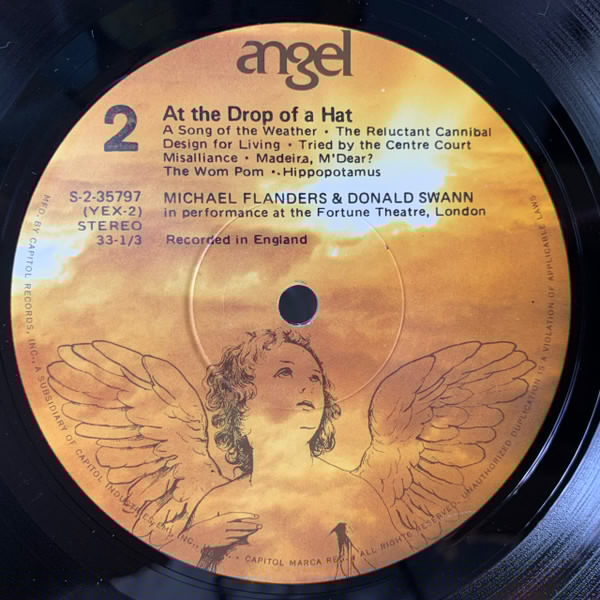 angel
2
At the Drop of a Hat
A Song of the Weather • The Reluctant Cannibal
Design for Living • Tried by the Centre Court
Misalliance • Madeira, M'Dear?
The Wom Pom • Hippopotamus
S-2-35797
(YEX-2)
STEREO
33-1/3
MICHAEL FLANDERS & DONALD SWANN
in performance at the Fortune Theatre, London
Recorded in England
MFD. BY CAPITOL RECORDS, INC., A SUBSIDIARY OF CAPITOL INDUSTRIES-EMI, INC., • CAPITOL MARCA REG. • ALL RIGHTS RESERVED. UNAUTHORIZED DUPLICATION IS A VIOLATION OF APPLICABLE LAWS